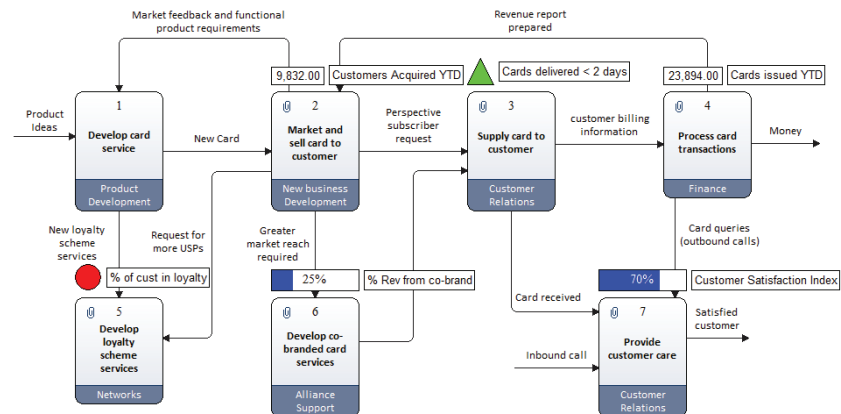 Market feedback and functional
product requirements
Revenue report
prepared
9,832.00
Customers Acquired YTD
Cards delivered < 2 days
23,894.00
Cards issued YTD
Product
Ideas
1
Develop card
service
Product
Development
New Card
2
Market and
sell card to
customer
New business
Development
Perspective
subscriber
request
3
Supply card to
customer
Customer
Relations
customer billing
information
4
Process card
transactions
Finance
Money
New loyalty
scheme
services
Request for
more USPs
Greater
market reach
required
Card queries
(outbound calls)
% of cust in loyalty
25%
% Rev from co-brand
70%
Customer Satisfaction Index
5
Develop
loyalty
scheme
services
Networks
6
Develop co-
branded card
services
Alliance
Support
Card received
Inbound call
7
Provide
customer care
Customer
Relations
Satisfied
customer